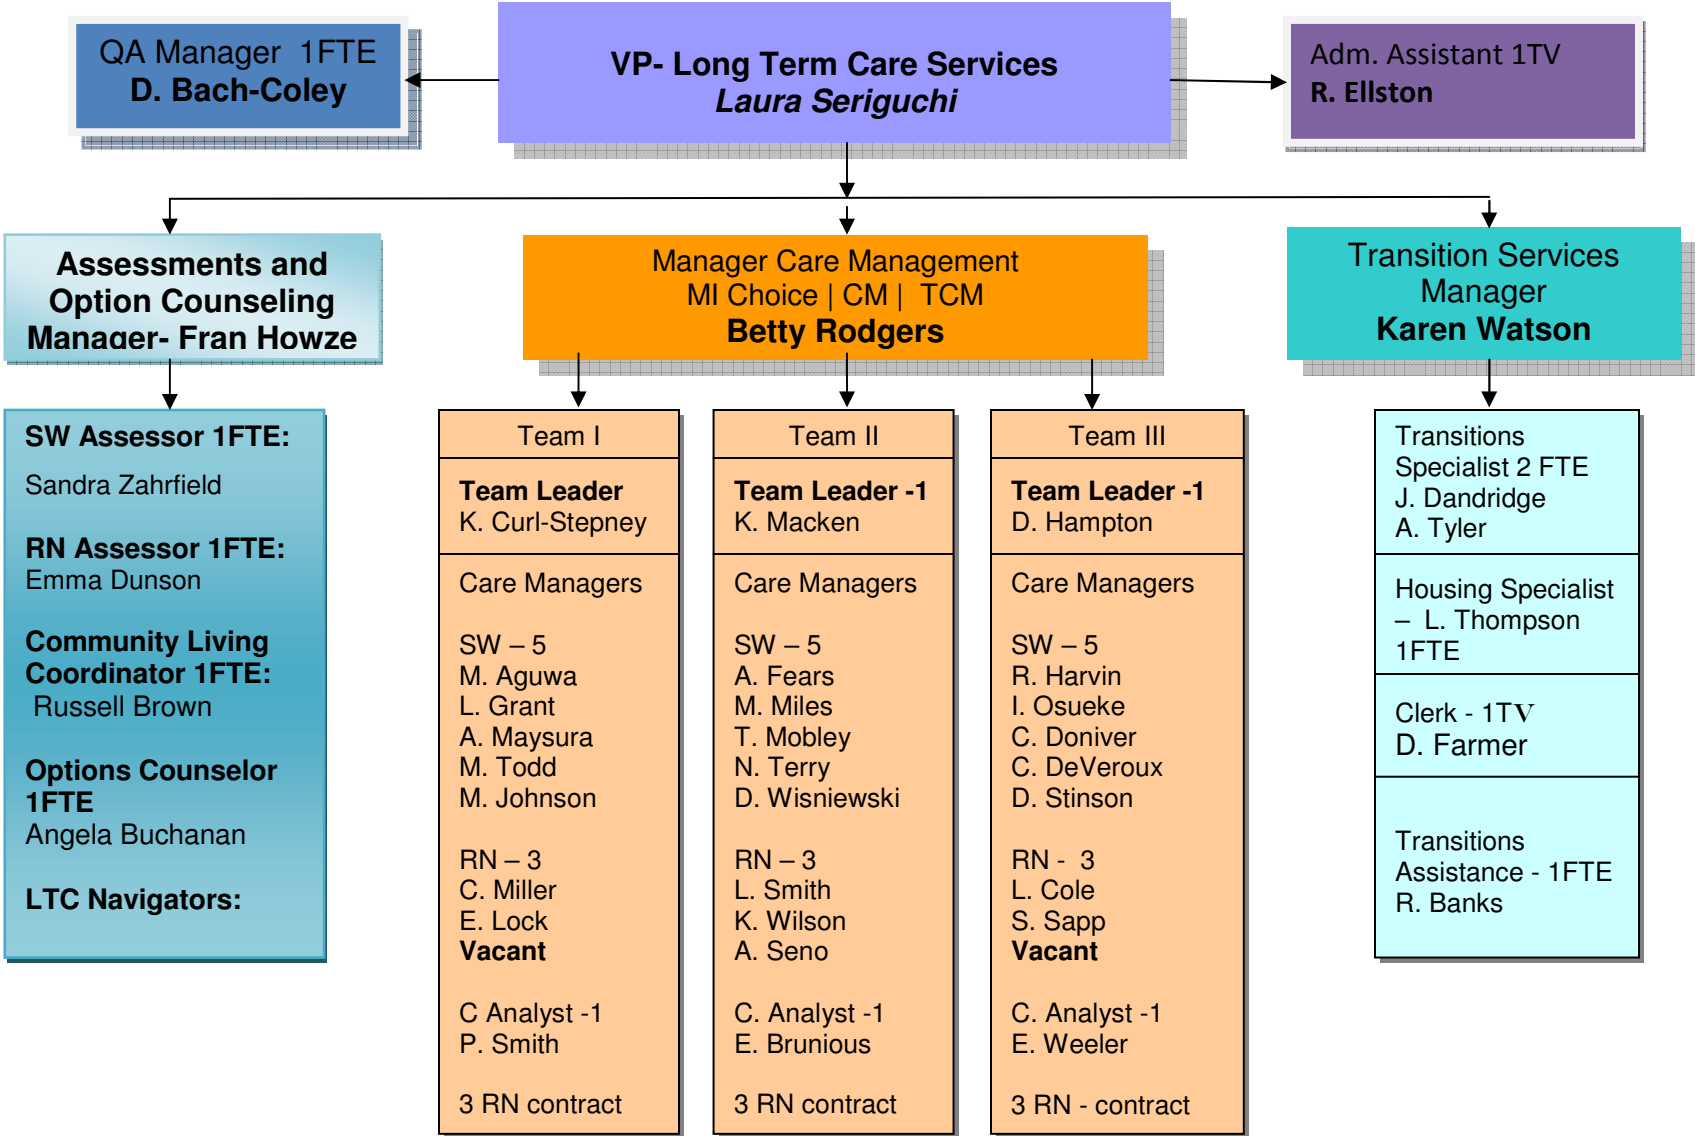 QA Manager  1FTE
D. Bach-Coley
VP- Long Term Care Services
Laura Seriguchi
Adm. Assistant 1TV
R. Ellston
Assessments and
Option Counseling
Manager- Fran Howze
Manager Care Management
MI Choice | CM |  TCM
Betty Rodgers
Transition Services
Manager
Karen Watson
SW Assessor 1FTE:
Sandra Zahrfield
RN Assessor 1FTE:
Emma Dunson
Community Living
Coordinator 1FTE:
Russell Brown
Options Counselor
1FTE
Angela Buchanan
LTC Navigators:
Team I
Team Leader
K. Curl-Stepney
Care Managers
SW – 5
M. Aguwa
L. Grant
A. Maysura
M. Todd
M. Johnson
RN – 3
C. Miller
E. Lock
Vacant
C Analyst -1
P. Smith
3 RN contract
Team II
Team Leader -1
K. Macken
Care Managers
SW – 5
A. Fears
M. Miles
T. Mobley
N. Terry
D. Wisniewski
RN – 3
L. Smith
K. Wilson
A. Seno
C. Analyst -1
E. Brunious
3 RN contract
Team III
Team Leader -1
D. Hampton
Care Managers
SW – 5
R. Harvin
I. Osueke
C. Doniver
C. DeVeroux
D. Stinson
RN -  3
L. Cole
S. Sapp
Vacant
C. Analyst -1
E. Weeler
3 RN - contract
Transitions
Specialist 2 FTE
J. Dandridge
A. Tyler
Housing Specialist
–  L. Thompson
1FTE
Clerk - 1TV
D. Farmer
Transitions
Assistance - 1FTE
R. Banks